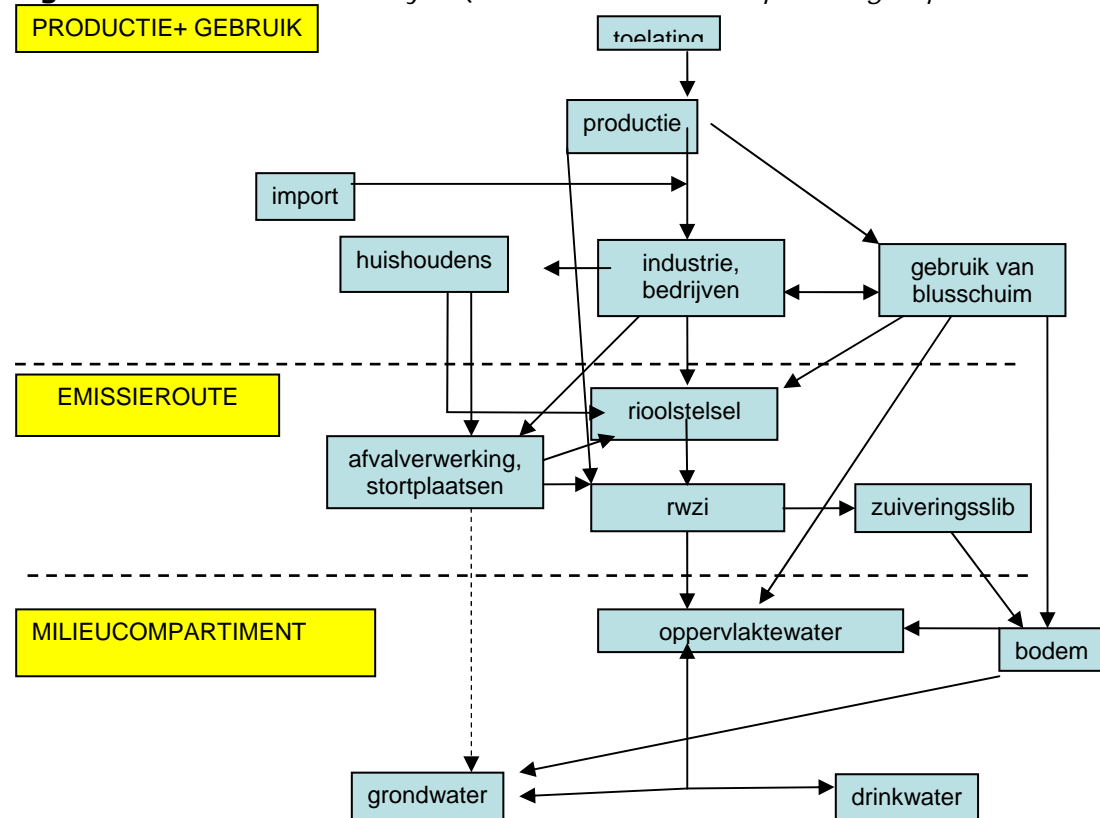 PRODUCTIE+ GEBRUIK
toelating
productie
import
huishoudens
industrie,
bedrijven
gebruik van
blusschuim
EMISSIEROUTE
rioolstelsel
afvalverwerking,
stortplaatsen
rwzi
zuiveringsslib
MILIEUCOMPARTIMENT
oppervlaktewater
bodem
grondwater
drinkwater